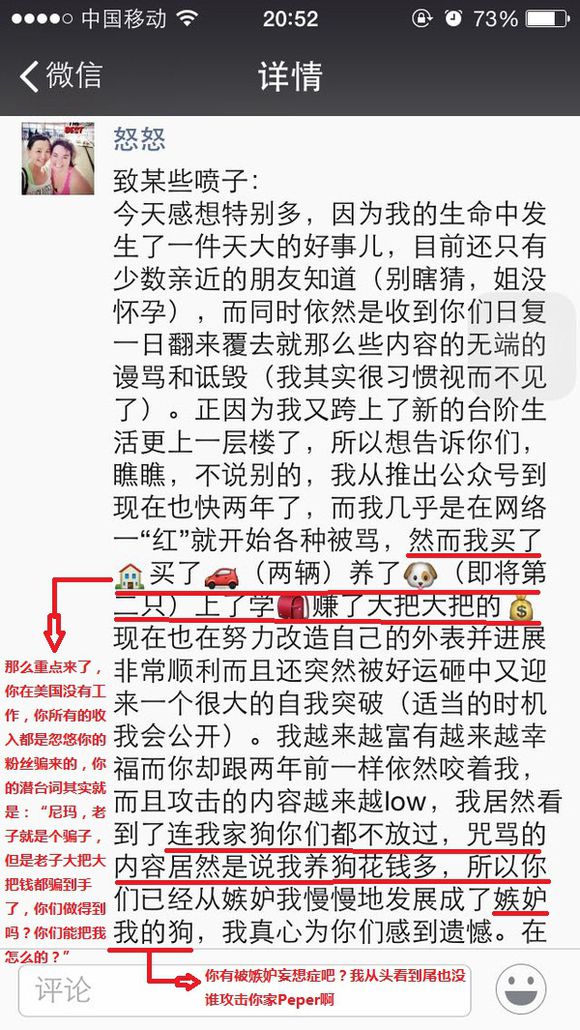 中国移动 20:52 73%
微信 详情
怒怒
致某些喷子：
今天感想特别多，因为我的生命中发
生了一件天大的好事儿，目前还只有
少数亲近的朋友知道（别瞎猜，姐没
怀孕），而同时依然是收到你们日复
一日翻来覆去就那么些内容的无端的
谩骂和诋毁（我其实很习惯视而不见
了）。正因为我又跨上了新的台阶生
活更上一层楼了，所以想告诉你们，
瞧瞧，不说别的，我从推出公众号到
现在也快两年了，而我几乎是在网络
一“红”就开始各种被骂，然而我买了
🏠买了🚗（两辆）养了🐶（即将第
二只）上了学🎒赚了大把大把的💰
现在也在努力改造自己的外表并进展
非常顺利而且还突然被好运砸中又迎
来一个很大的自我突破（适当的时机
我会公开）。我越来越富有越来越幸
福而你却跟两年前一样依然咬着我，
而且攻击的内容越来越low，我居然看
到了连我家狗你们都不放过，咒骂的
内容居然是说我养狗花钱多，所以你
们已经从嫉妒我慢慢地发展成了嫉妒
我的狗，我真心为你们感到遗憾。在
那么重点来了，
你在美国没有工
作，你所有的收
入都是忽悠你的
粉丝骗来的，你
的潜台词其实就
是：“尼玛，老
子就是个骗子，
但是老子大把大
把钱都骗到手
了，你们做得到
吗？你们能把我
怎么的？”
你有被嫉妒妄想症吧？我从头看到尾也没
谁攻击你家Peper啊
评论